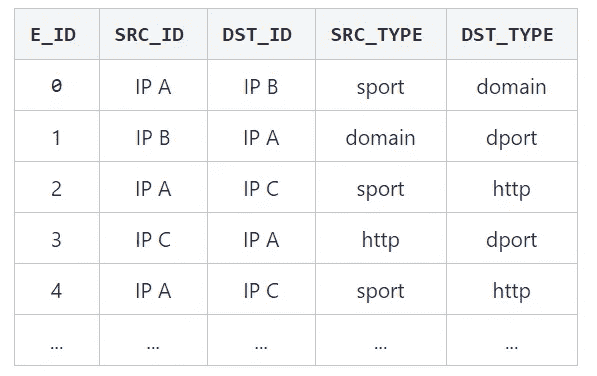 E_ID SRC_ID DST_ID SRC_TYPE DST_TYPE
0 IP A IP B sport domain
1 IP B IP A domain dport
2 IP A IP C sport http
3 IP C IP A http dport
4 IP A IP C sport http
... ... ... ... ...